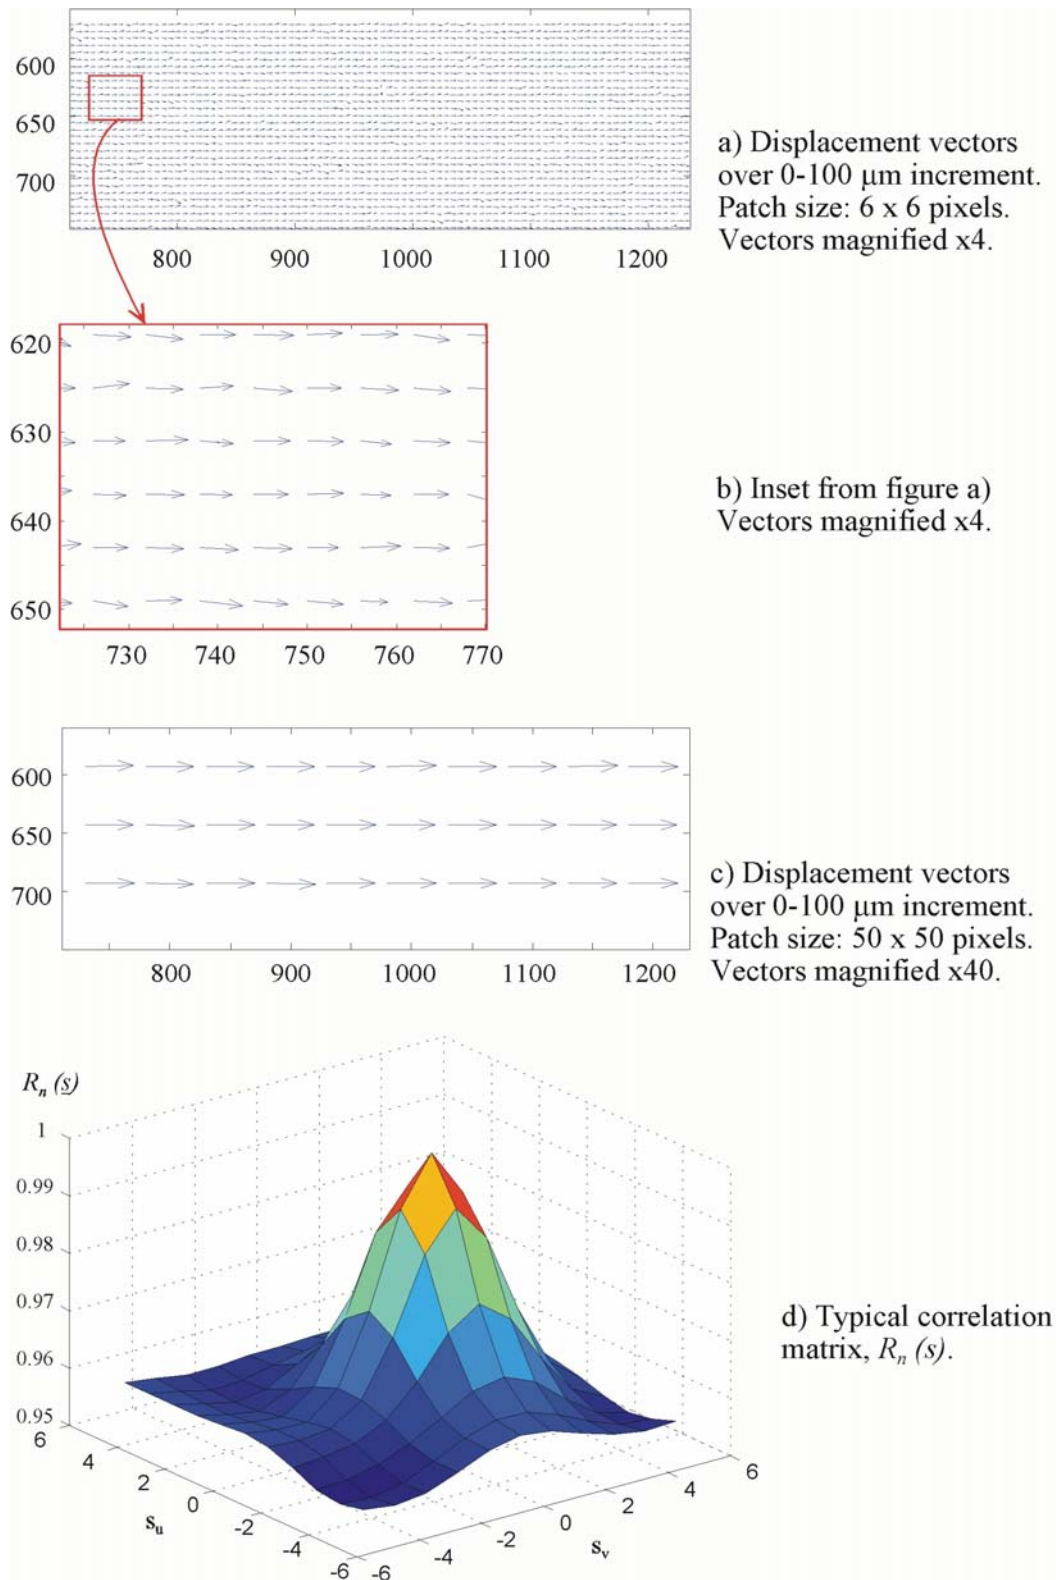 600
650
700
800 900 1000 1100 1200
a) Displacement vectors
over 0-100 μm increment.
Patch size: 6 x 6 pixels.
Vectors magnified x4.
620
630
640
650
730 740 750 760 770
b) Inset from figure a)
Vectors magnified x4.
600
650
700
800 900 1000 1100 1200
c) Displacement vectors
over 0-100 μm increment.
Patch size: 50 x 50 pixels.
Vectors magnified x40.
Rn (s)
1
0.99
0.98
0.97
0.96
0.95
6
4
2
0
-2
-4
-6
su
-6
-4
-2
0
2
4
6
sv
d) Typical correlation
matrix, Rn (s).